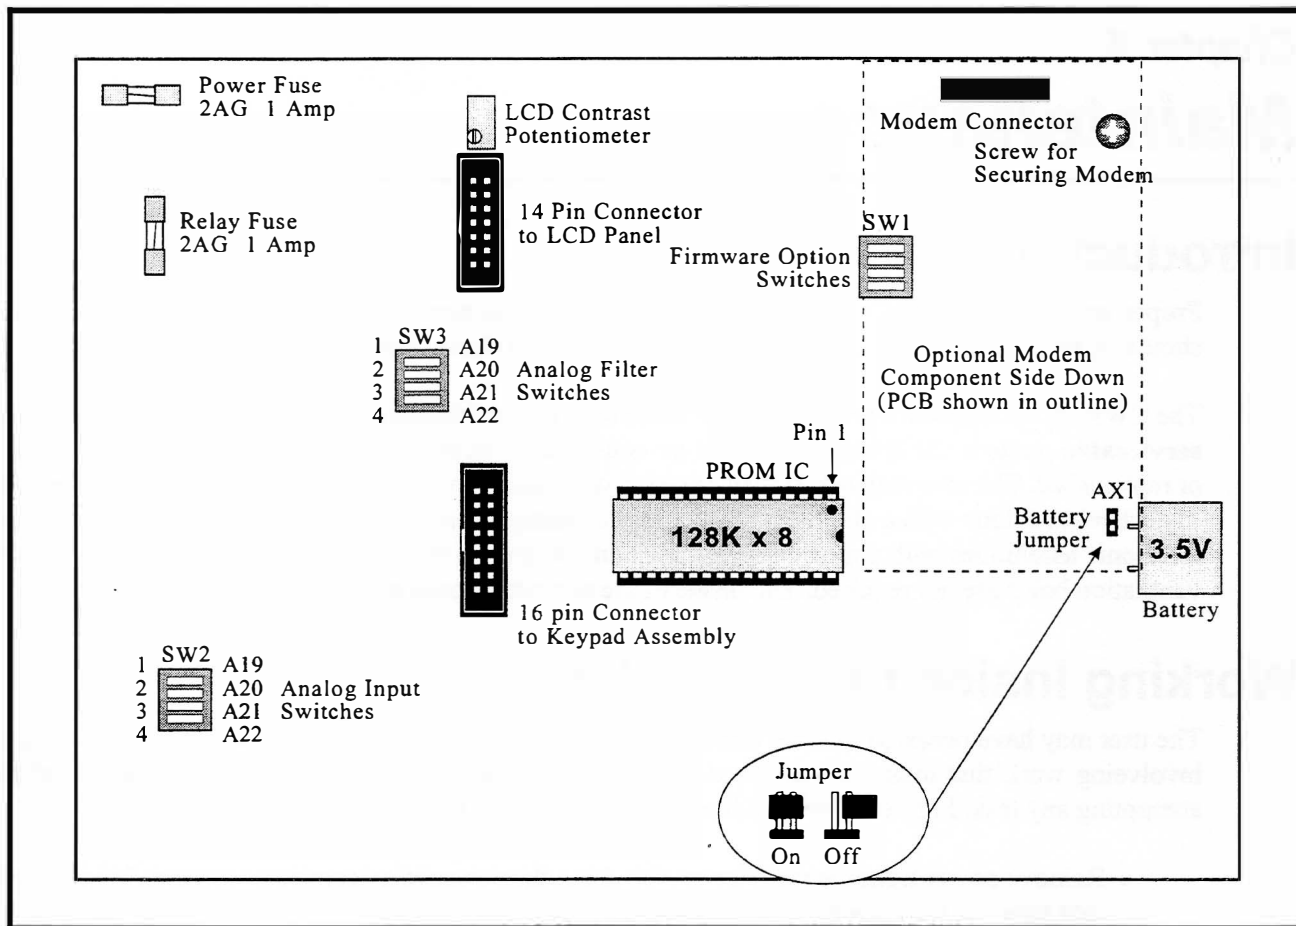 Power Fuse
2AG 1 Amp
LCD Contrast
Potentiometer
Modem Connector
Screw for
Securing Modem
Relay Fuse
2AG 1 Amp
14 Pin Connector
to LCD Panel
SW1
Firmware Option
Switches
SW3
1 A19
2 A20
3 A21
4 A22
Analog Filter
Switches
Optional Modem
Component Side Down
(PCB shown in outline)
Pin 1
PROM IC
128K x 8
AX1
Battery
Jumper
3.5V
Battery
16 pin Connector
to Keypad Assembly
SW2
1 A19
2 A20
3 A21
4 A22
Analog Input
Switches
Jumper
On Off